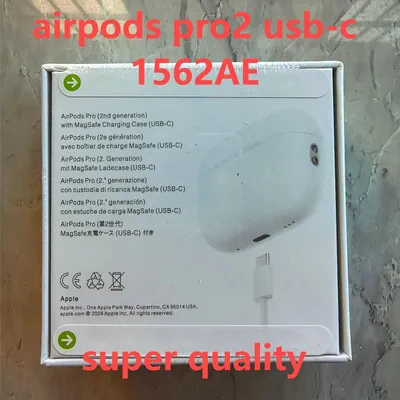 airpods pro2 usb-c
1562AE
AirPods Pro (2nd generation)
with MagSafe Charging Case (USB-C)
AirPods Pro (2e génération)
avec boîtier de charge MagSafe (USB-C)
AirPods Pro (2. Generation)
mit MagSafe Ladecase (USB-C)
AirPods Pro (2.ª generazione)
con custodia di ricarica MagSafe (USB-C)
AirPods Pro (2.ª generación)
con estuche de carga MagSafe (USB-C)
AirPods Pro (第2世代)
MagSafe充電ケース (USB-C) 付き
CE
Apple
Apple Inc., One Apple Park Way, Cupertino, CA 95014 USA.
apple.com ©2024 Apple Inc. All rights reserved.
super quality